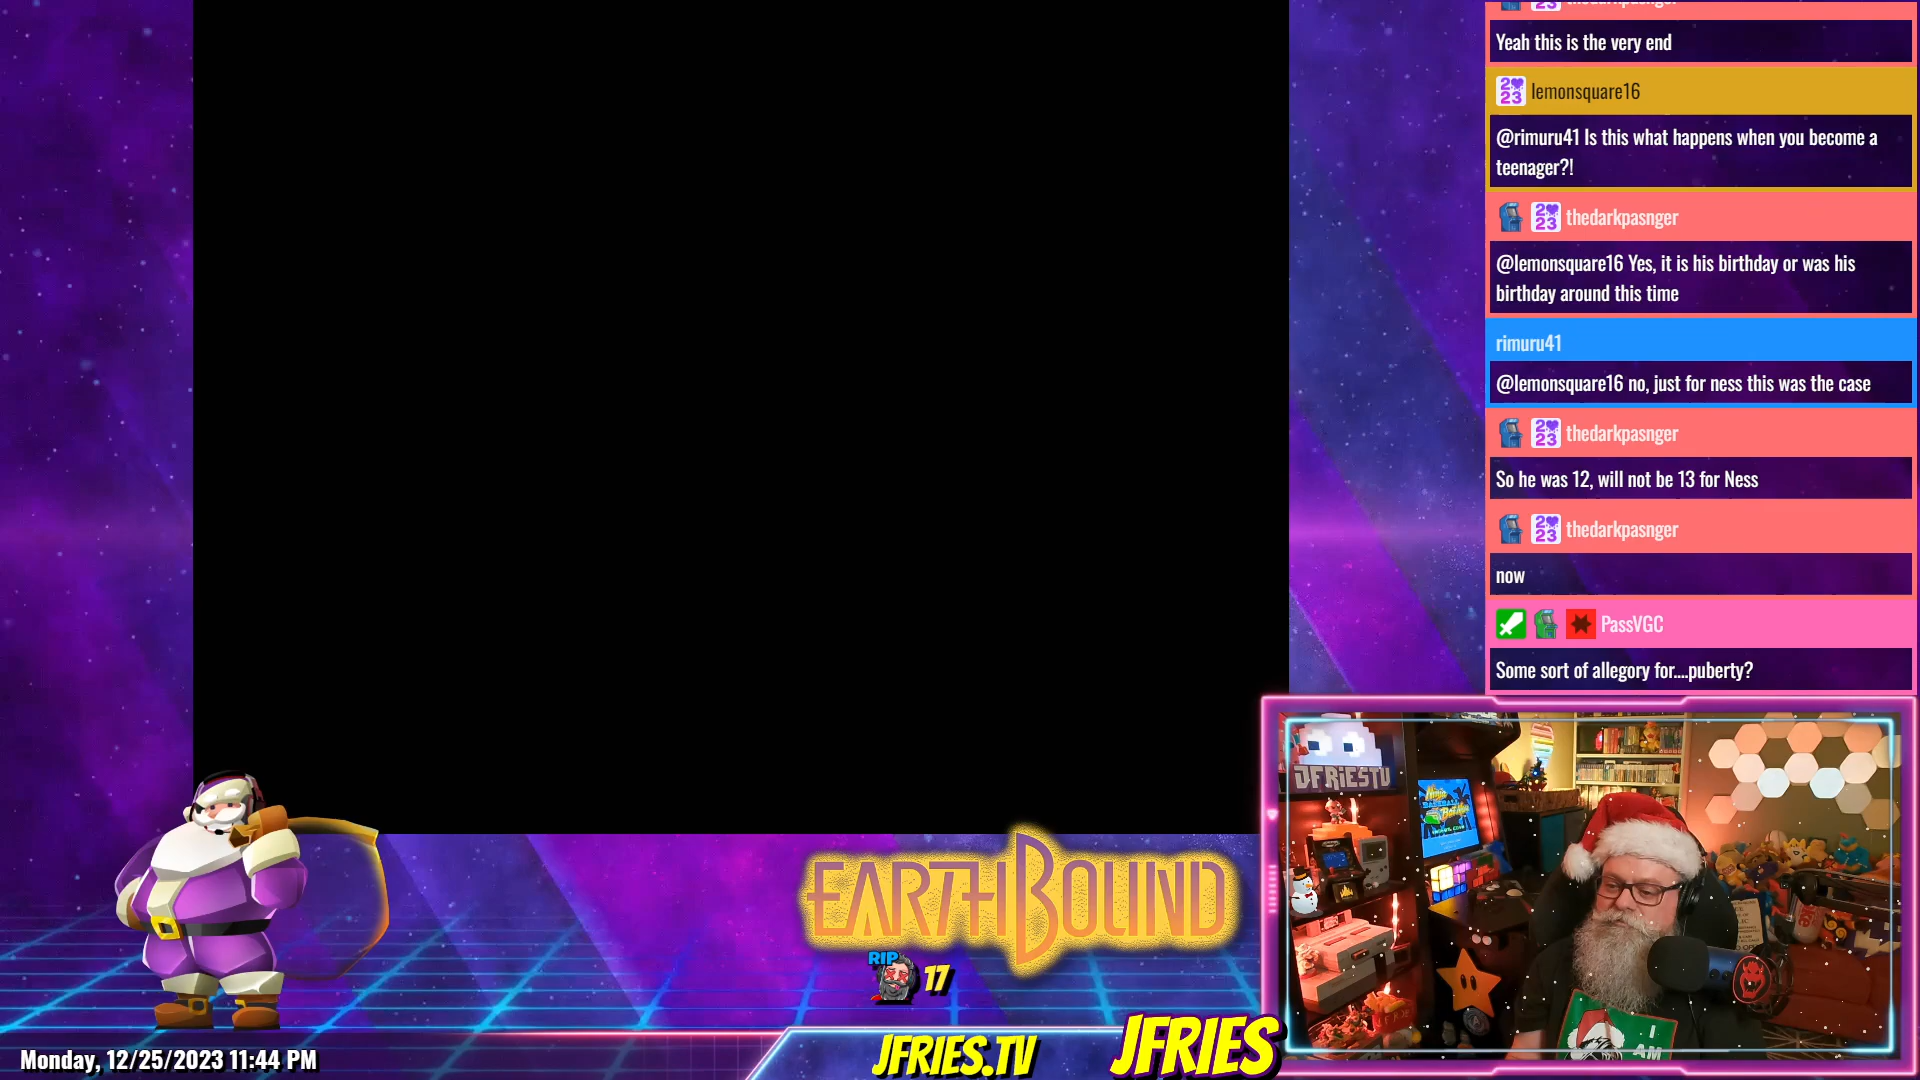 thedarkpasnger
Yeah this is the very end
lemonsquare16
@rimuru41 Is this what happens when you become a
teenager?!
thedarkpasnger
@lemonsquare16 Yes, it is his birthday or was his
birthday around this time
rimuru41
@lemonsquare16 no, just for ness this was the case
thedarkpasnger
So he was 12, will not be 13 for Ness
thedarkpasnger
now
PassVGC
Some sort of allegory for....puberty?
JFRIESTV
EARTHBOUND
RIP
17
I
AM
JFRIES.TV
JFRIES
Monday, 12/25/2023 11:44 PM